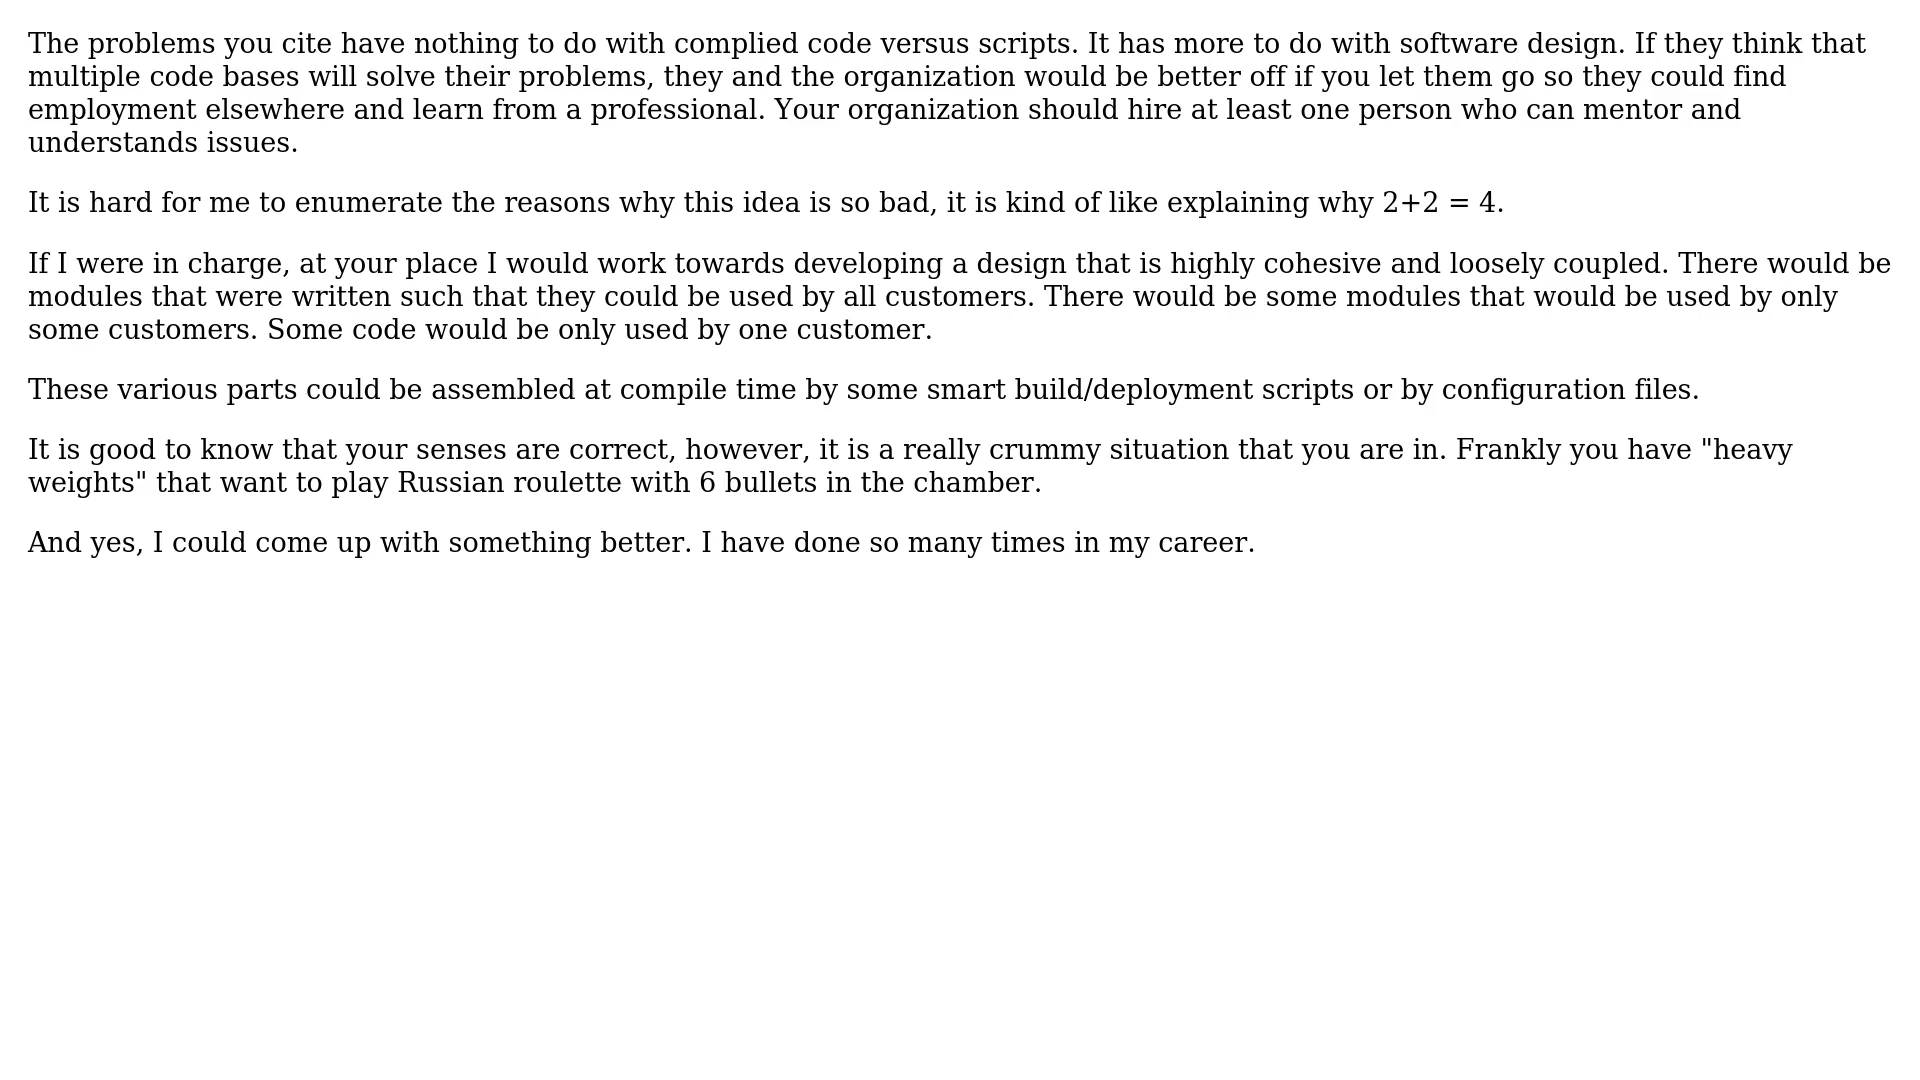 The problems you cite have nothing to do with complied code versus scripts. It has more to do with software design. If they think that
multiple code bases will solve their problems, they and the organization would be better off if you let them go so they could find
employment elsewhere and learn from a professional. Your organization should hire at least one person who can mentor and
understands issues.
It is hard for me to enumerate the reasons why this idea is so bad, it is kind of like explaining why 2+2 = 4.
If I were in charge, at your place I would work towards developing a design that is highly cohesive and loosely coupled. There would be
modules that were written such that they could be used by all customers. There would be some modules that would be used by only
some customers. Some code would be only used by one customer.
These various parts could be assembled at compile time by some smart build/deployment scripts or by configuration files.
It is good to know that your senses are correct, however, it is a really crummy situation that you are in. Frankly you have "heavy
weights" that want to play Russian roulette with 6 bullets in the chamber.
And yes, I could come up with something better. I have done so many times in my career.